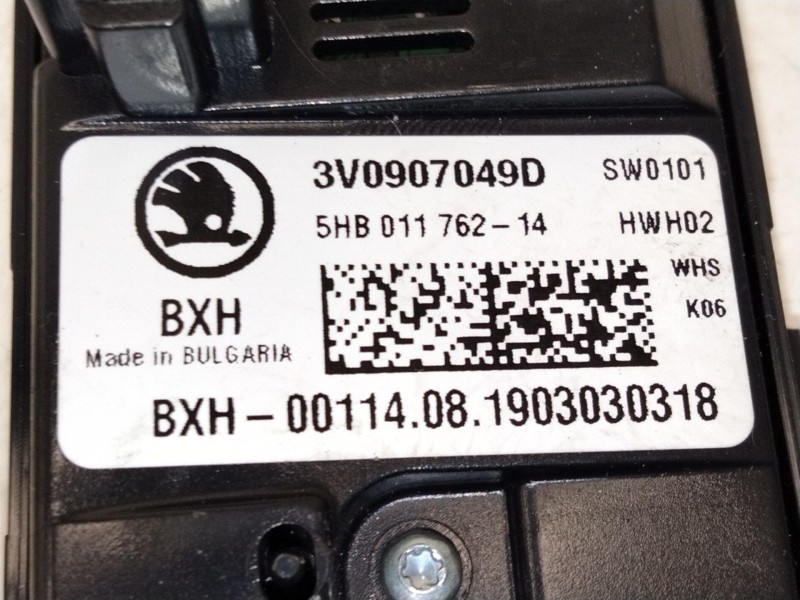 3V0907049D SW0101
5HB 011 762-14 HWH02
WHS
K06
BXH
Made in BULGARIA
BXH-00114.08.1903030318